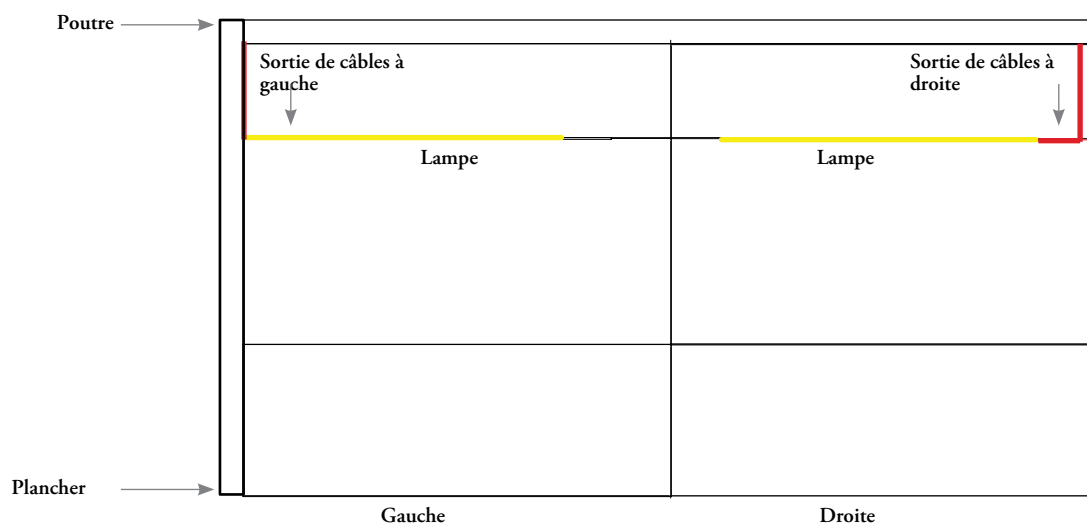 Poutre
Sortie de câbles à
gauche
Sortie de câbles à
droite
Lampe
Lampe
Plancher
Gauche
Droite